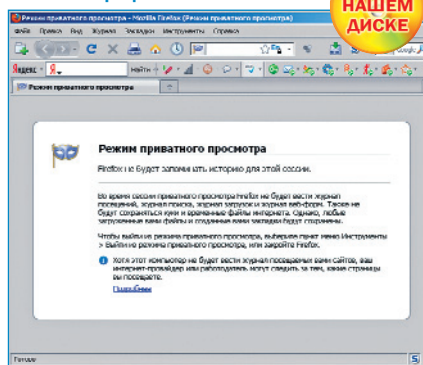 НАШЕМ
ДИСКЕ
Режим приватного просмотра - Mozilla Firefox (Режим приватного просмотра)
Файл Правка Вид Журнал Закладки Инструменты Справка
Яндекс Я. Найти
Режим приватного просмотра
Режим приватного просмотра
Firefox не будет запоминать историю для этой сессии.
Во время сессии приватного просмотра Firefox не будет вести журнал
посещений, журнал поиска, журнал загрузок и журнал веб-форм. Также не
будут сохраняться куки и временные файлы интернета. Однако, любые
загруженные вами файлы и созданные вами закладки будут сохранены.
Чтобы выйти из режима приватного просмотра, выберите пункт меню Инструменты
> Выйти из режима приватного просмотра, или закройте Firefox.
Хотя этот компьютер не будет вести журнал посещаемых вами сайтов, ваш
интернет-провайдер или работодатель могут следить за тем, какие страницы
вы посещаете.
Подробнее
Готово